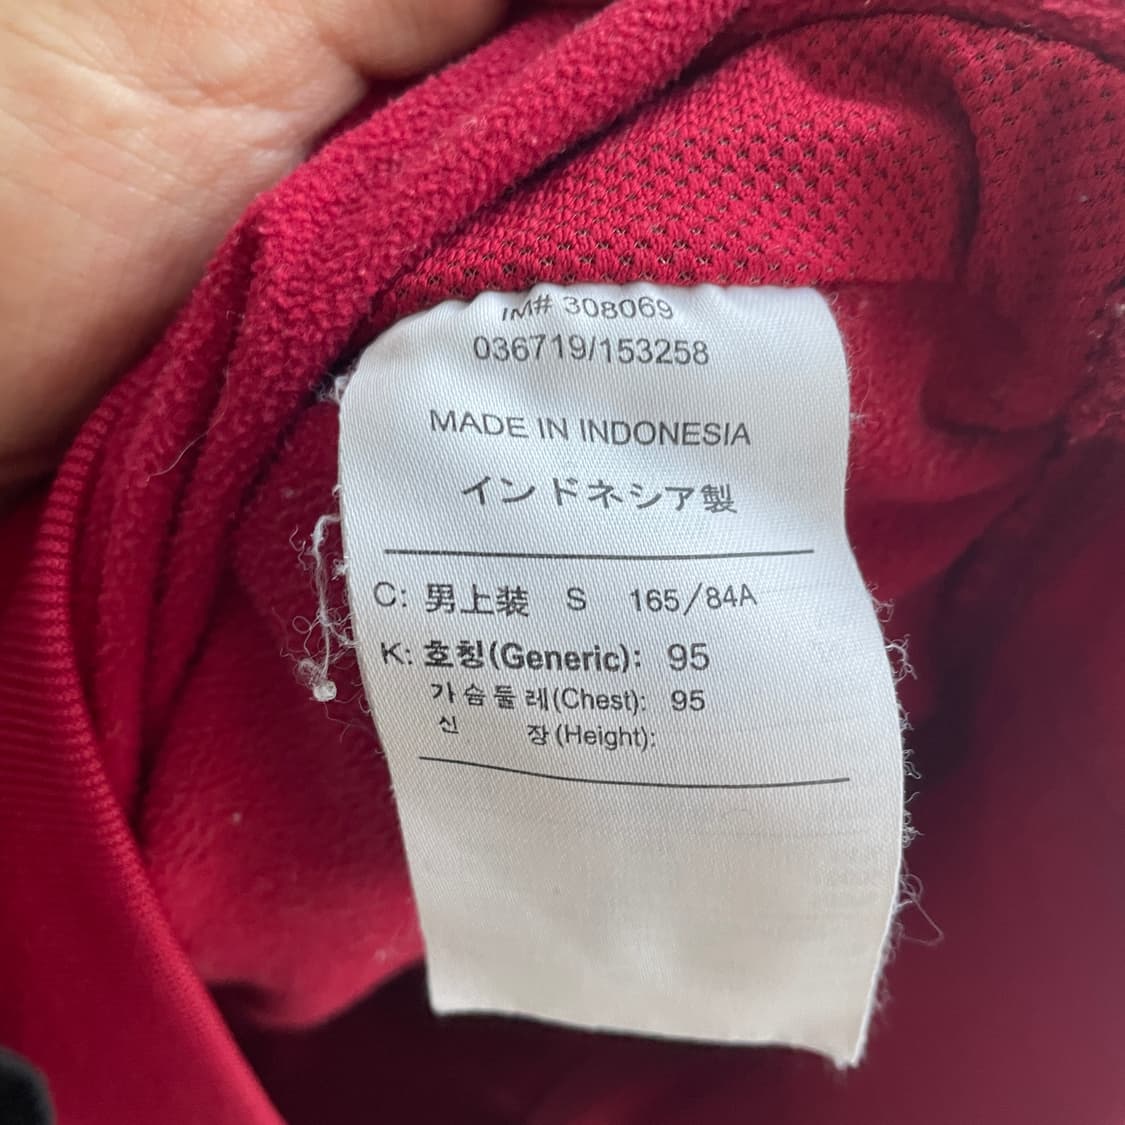 IM# 308069
036719/153258
MADE IN INDONESIA
インドネシア製
C: 男上装 S 165/84A
K: 호칭(Generic): 95
가슴둘레(Chest): 95
신 장(Height):